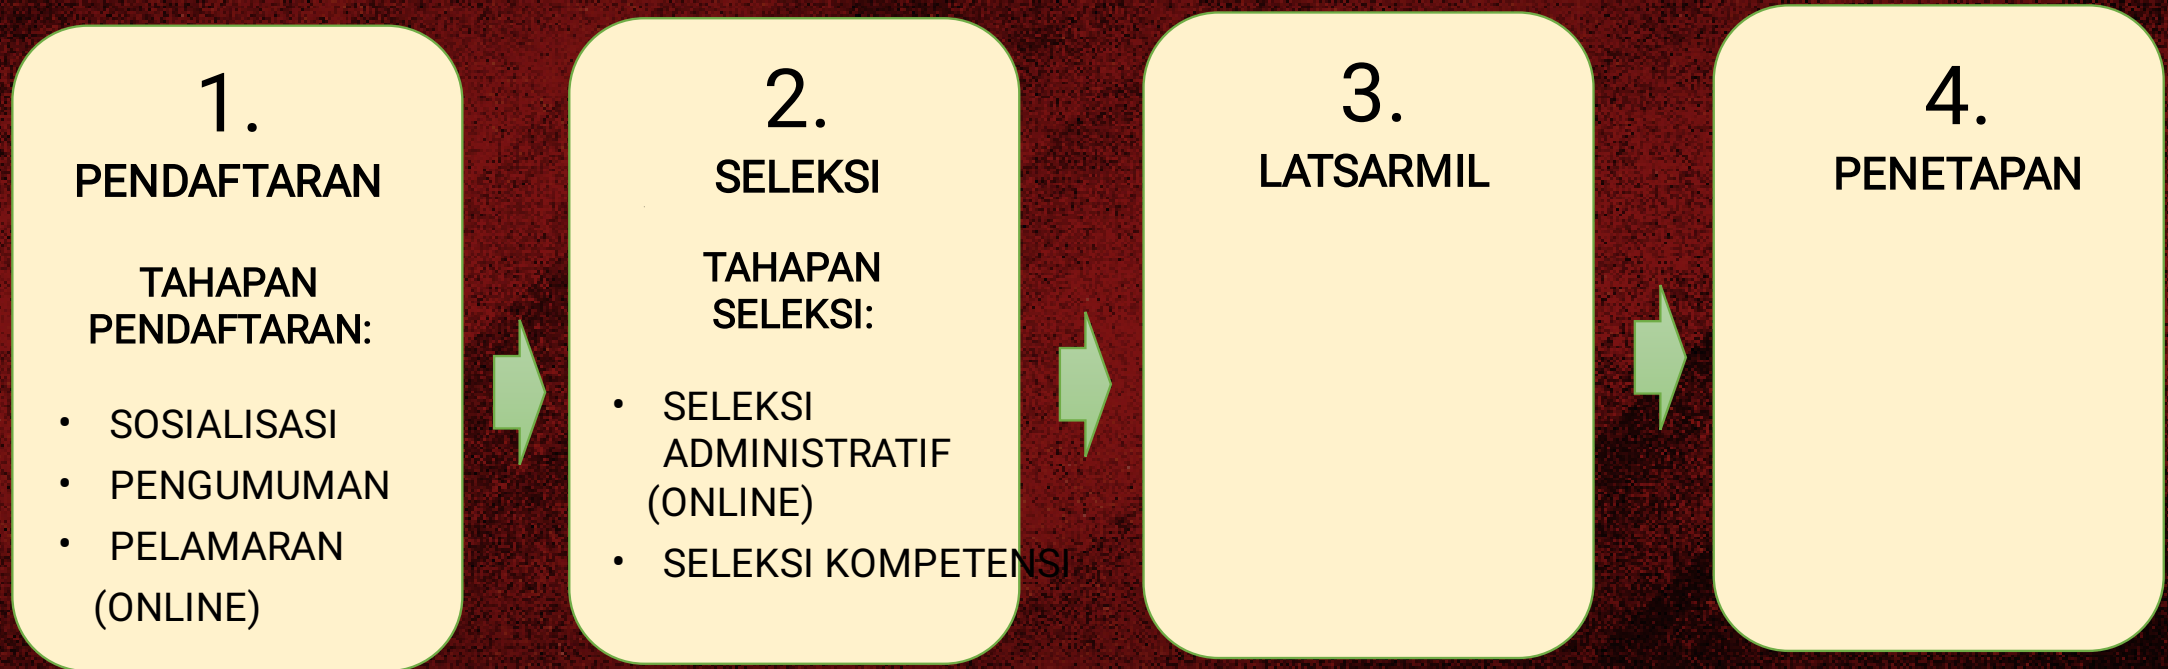 1.
PENDAFTARAN
TAHAPAN
PENDAFTARAN:
• SOSIALISASI
• PENGUMUMAN
• PELAMARAN
(ONLINE)
2.
SELEKSI
TAHAPAN
SELEKSI:
• SELEKSI
ADMINISTRATIF
(ONLINE)
• SELEKSI KOMPETENSI
3.
LATSARMIL
4.
PENETAPAN